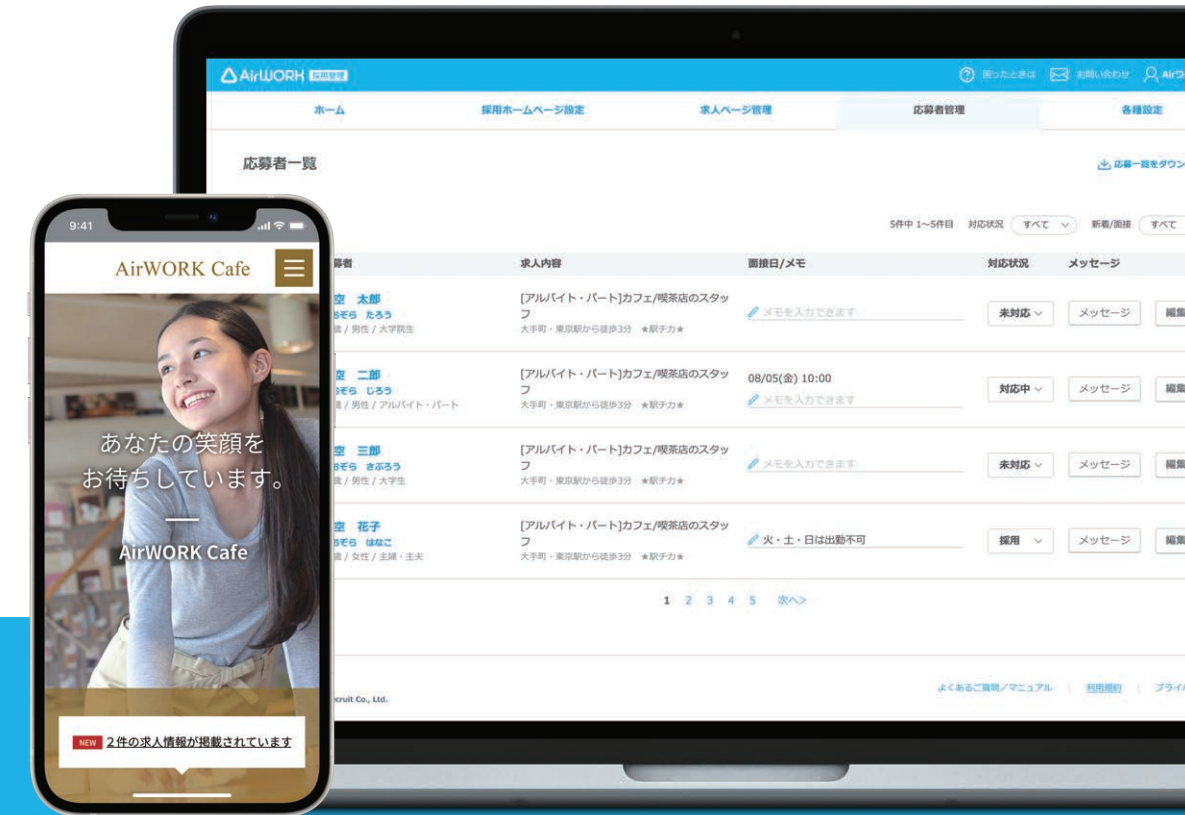 AirWORK 採用管理
困ったときは お問い合わせ Airワ
ホーム 採用ホームページ設定 求人ページ管理 応募者管理 各種設定
応募者一覧
応募一覧をダウン
5件中 1~5件目 対応状況 すべて 新着/面接 すべて
募者 求人内容 面接日/メモ 対応状況 メッセージ
空 太郎
おぞら たろう
歳 / 男性 / 大学院生
[アルバイト・パート]カフェ/喫茶店のスタッ
フ
大手町・東京駅から徒歩3分 ★駅チカ★
メモを入力できます
未対応 メッセージ 編集
空 二郎
おぞら じろう
歳 / 男性 / アルバイト・パート
[アルバイト・パート]カフェ/喫茶店のスタッ
フ
大手町・東京駅から徒歩3分 ★駅チカ★
08/05(金) 10:00
メモを入力できます
対応中 メッセージ 編集
空 三郎
おぞら さぶろう
歳 / 男性 / 大学生
[アルバイト・パート]カフェ/喫茶店のスタッ
フ
大手町・東京駅から徒歩3分 ★駅チカ★
メモを入力できます
未対応 メッセージ 編集
空 花子
おぞら はなこ
歳 / 女性 / 主婦・主夫
[アルバイト・パート]カフェ/喫茶店のスタッ
フ
大手町・東京駅から徒歩3分 ★駅チカ★
火・土・日は出勤不可
採用 メッセージ 編集
1 2 3 4 5 次へ>
よくあるご質問/マニュアル | 利用規約 | プライバ
cruit Co., Ltd.
9:41
AirWORK Cafe
あなたの笑顔を
お待ちしています。
AirWORK Cafe
NEW 2件の求人情報が掲載されています